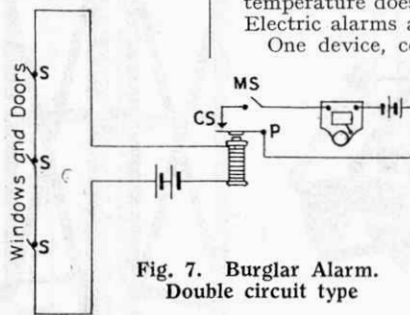 temperature does
Electric alarms a
One device, co
MS
CS
P
S
S
S
Windows and Doors
Fig. 7. Burglar Alarm.
Double circuit type